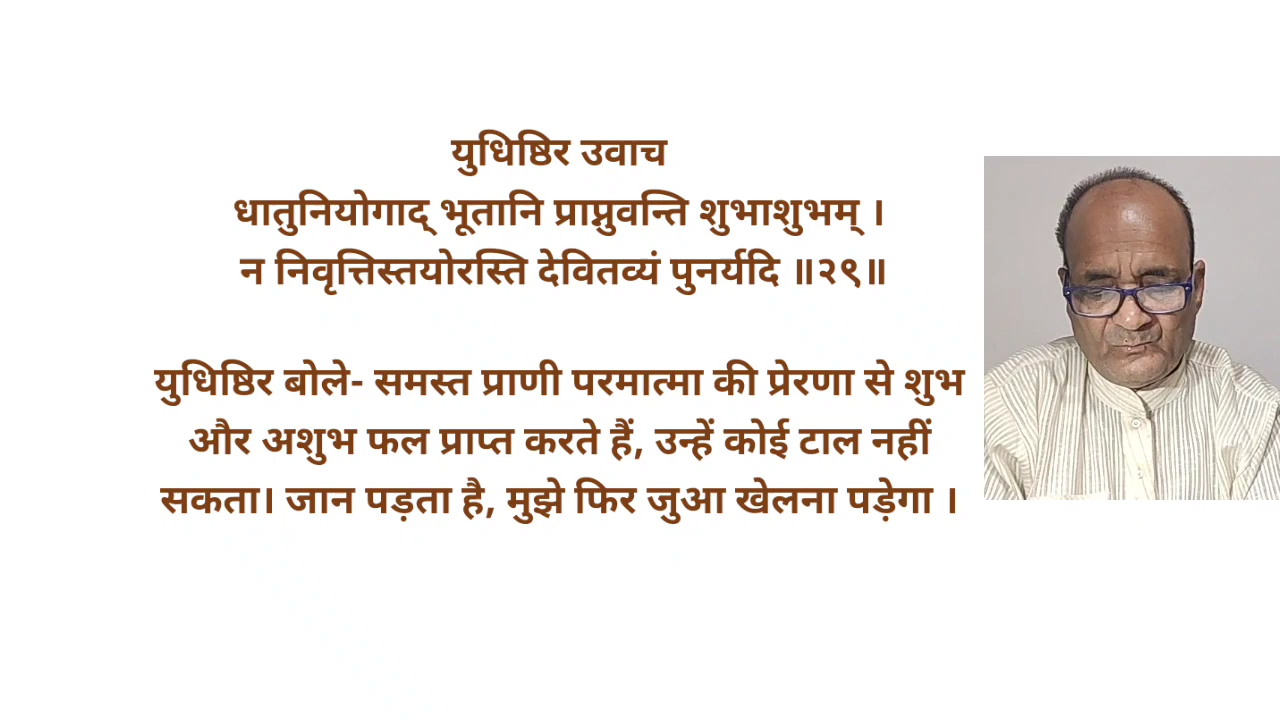 युधिष्ठिर उवाच
धातुनियोगाद् भूतानि प्राप्नुवन्ति शुभाशुभम् ।
न निवृत्तिस्तयोरस्ति देवितव्यं पुनर्यदि ॥२९॥
युधिष्ठिर बोले- समस्त प्राणी परमात्मा की प्रेरणा से शुभ
और अशुभ फल प्राप्त करते हैं, उन्हें कोई टाल नहीं
सकता। जान पड़ता है, मुझे फिर जुआ खेलना पड़ेगा ।